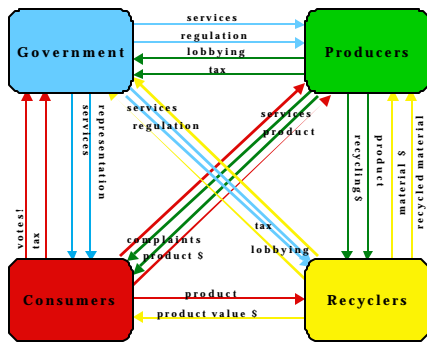 services
Government
regulation
Producers
lobbying
tax
services
regulation
services
product
services
representation
recycling$
product
material $
recycled material
votes!
tax
complaints
product $
tax
lobbying
Consumers
product
Recyclers
product value $